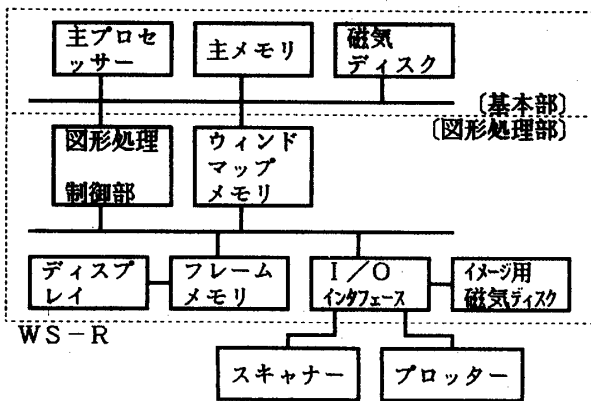 主プロセ
ッサー
主メモリ
磁気
ディスク
〔基本部〕
〔図形処理部〕
図形処理
制御部
ウィンド
マップ
メモリ
ディスプ
レイ
フレーム
メモリ
I/O
インタフェース
イメージ用
磁気ディスク
WS-R
スキャナー
プロッター